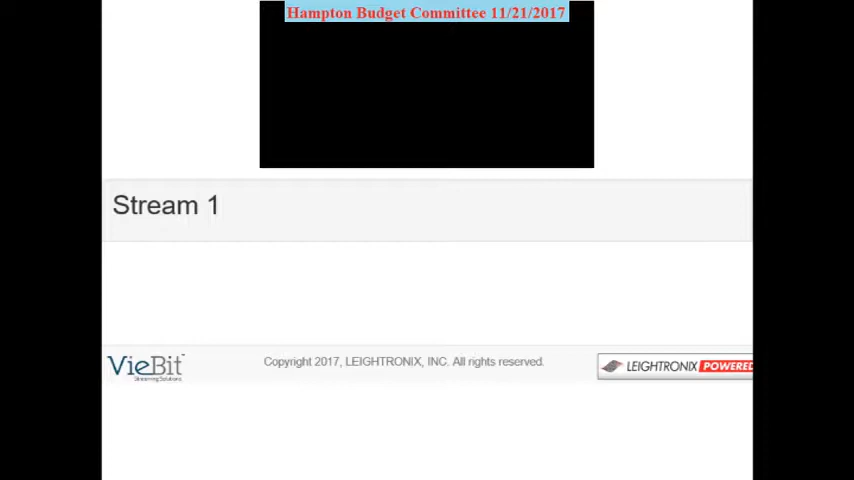 Hampton Budget Committee 11/21/2017
Stream 1
VieBit™
Streaming Solutions
Copyright 2017, LEIGHTRONIX, INC. All rights reserved.
LEIGHTRONIX POWERED